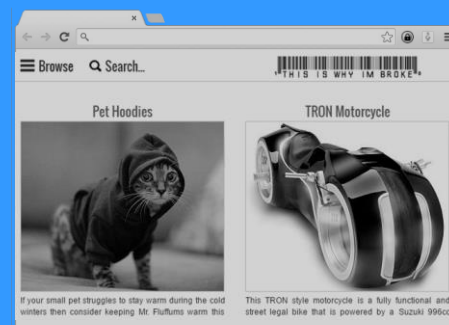 Browse Search...
*THIS IS WHY IM BROKE*
Pet Hoodies
TRON Motorcycle
If your small pet struggles to stay warm during the cold
winters then consider keeping Mr. Fluffums warm this
This TRON style motorcycle is a fully functional and
street legal bike that is powered by a Suzuki 996cc